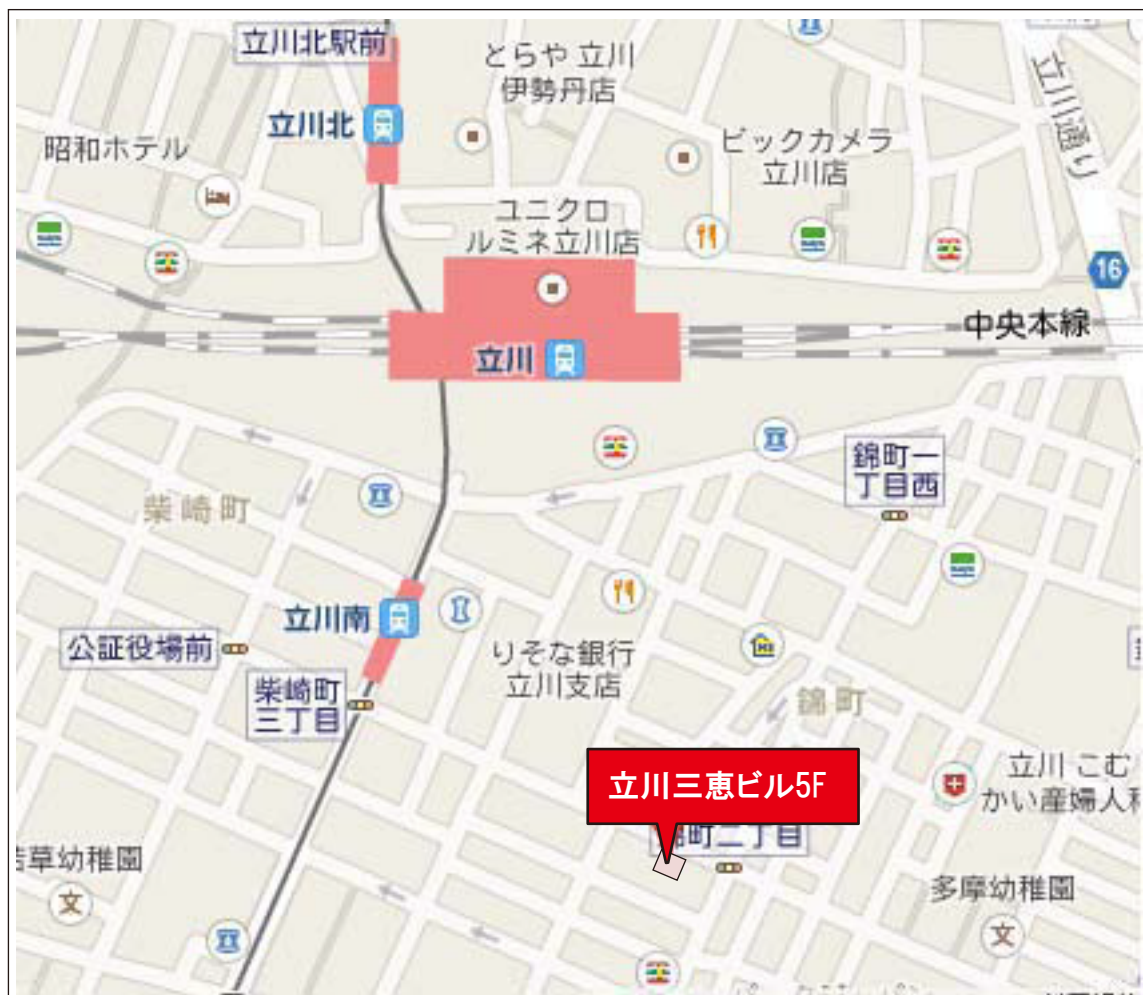 立川北駅前
とらや 立川
伊勢丹店
立川通り
立川北
ビックカメラ
立川店
昭和ホテル
ユニクロ
ルミネ立川店
16
中央本線
立川
錦町一
丁目西
柴崎町
立川南
公証役場前
りそな銀行
立川支店
柴崎町
三丁目
錦町
立川三恵ビル5F
立川 こむ
かい産婦人科
町二丁目
草幼稚園
多摩幼稚園
文
文